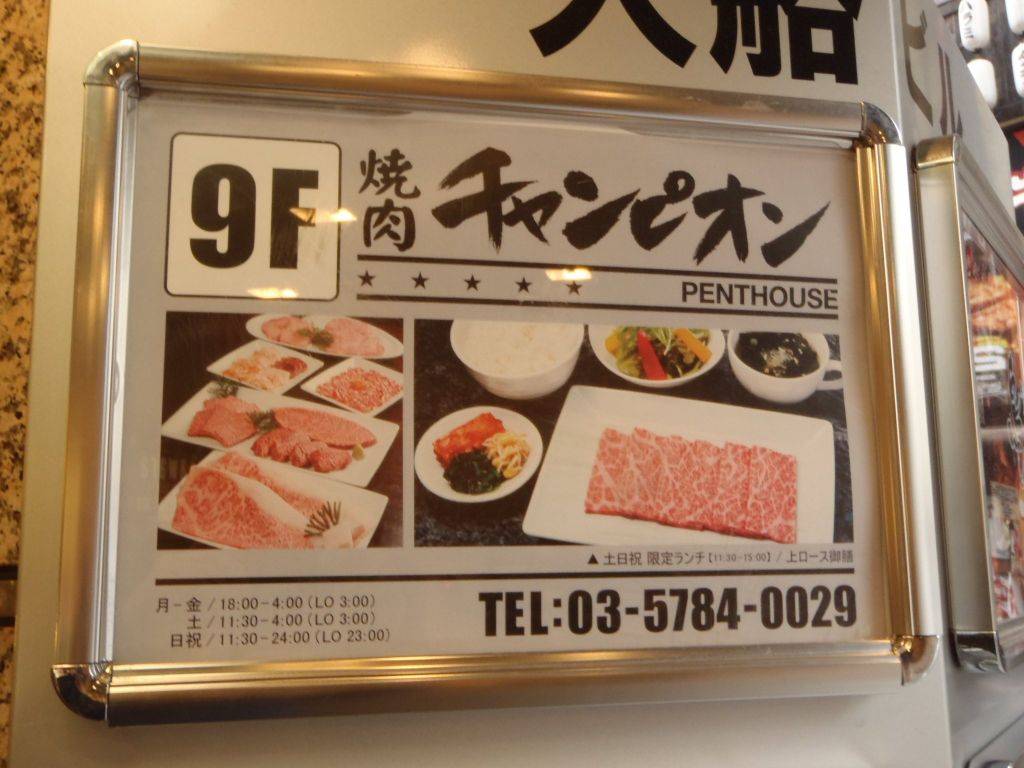 入船
9F
焼肉 チャンピオン
★ ★ ★ ★ ★
PENTHOUSE
▲ 土日祝 限定ランチ【11:30-15:00】/ 上ロース御膳
月-金 / 18:00-4:00 (LO 3:00)
土 / 11:30-4:00 (LO 3:00)
日祝 / 11:30-24:00 (LO 23:00)
TEL:03-5784-0029